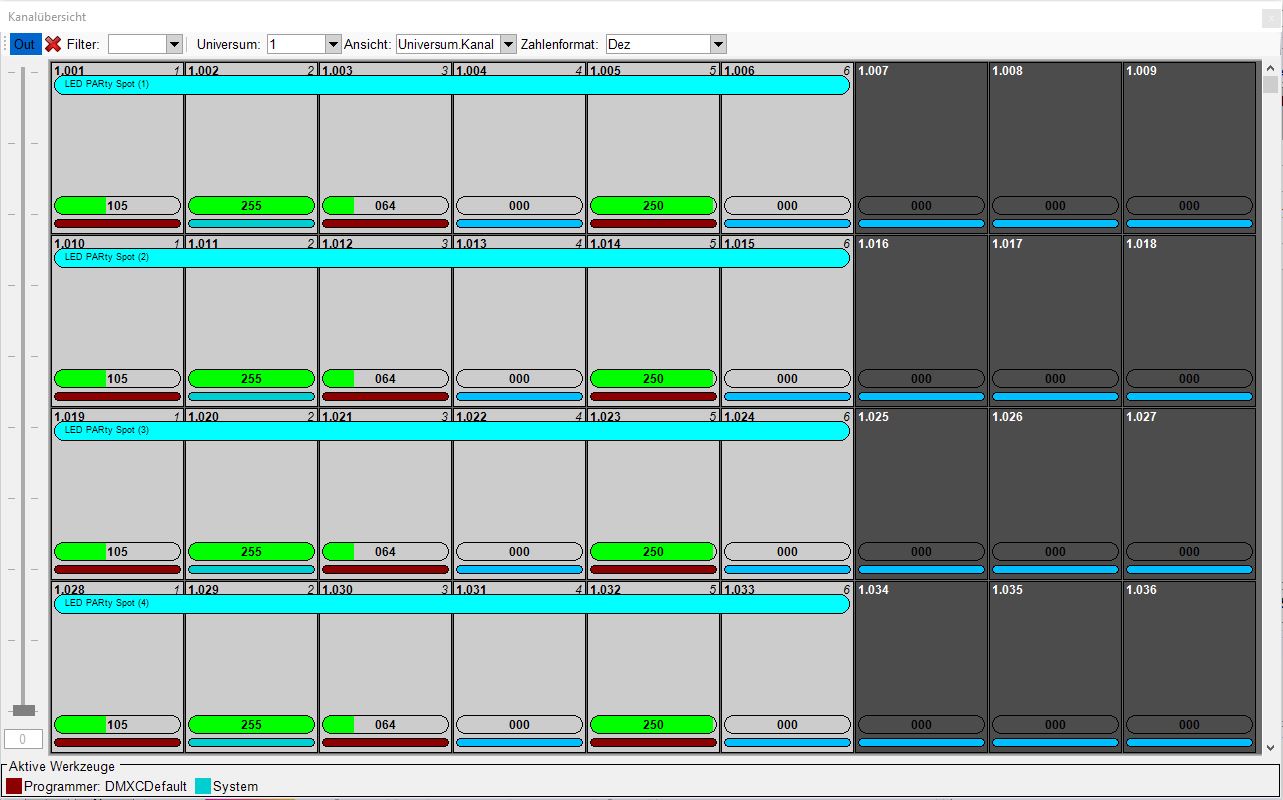 Kanalübersicht
Out Filter: Universum: 1 Ansicht: Universum.Kanal Zahlenformat: Dez
1.001 1 1.002 2 1.003 3 1.004 4 1.005 5 1.006 6 1.007 1.008 1.009
LED PARty Spot (1)
105 255 064 000 250 000 000 000 000
1.010 1 1.011 2 1.012 3 1.013 4 1.014 5 1.015 6 1.016 1.017 1.018
LED PARty Spot (2)
105 255 064 000 250 000 000 000 000
1.019 1 1.020 2 1.021 3 1.022 4 1.023 5 1.024 6 1.025 1.026 1.027
LED PARty Spot (3)
105 255 064 000 250 000 000 000 000
1.028 1 1.029 2 1.030 3 1.031 4 1.032 5 1.033 6 1.034 1.035 1.036
LED PARty Spot (4)
105 255 064 000 250 000 000 000 000
0
Aktive Werkzeuge
Programmer: DMXCDefault System